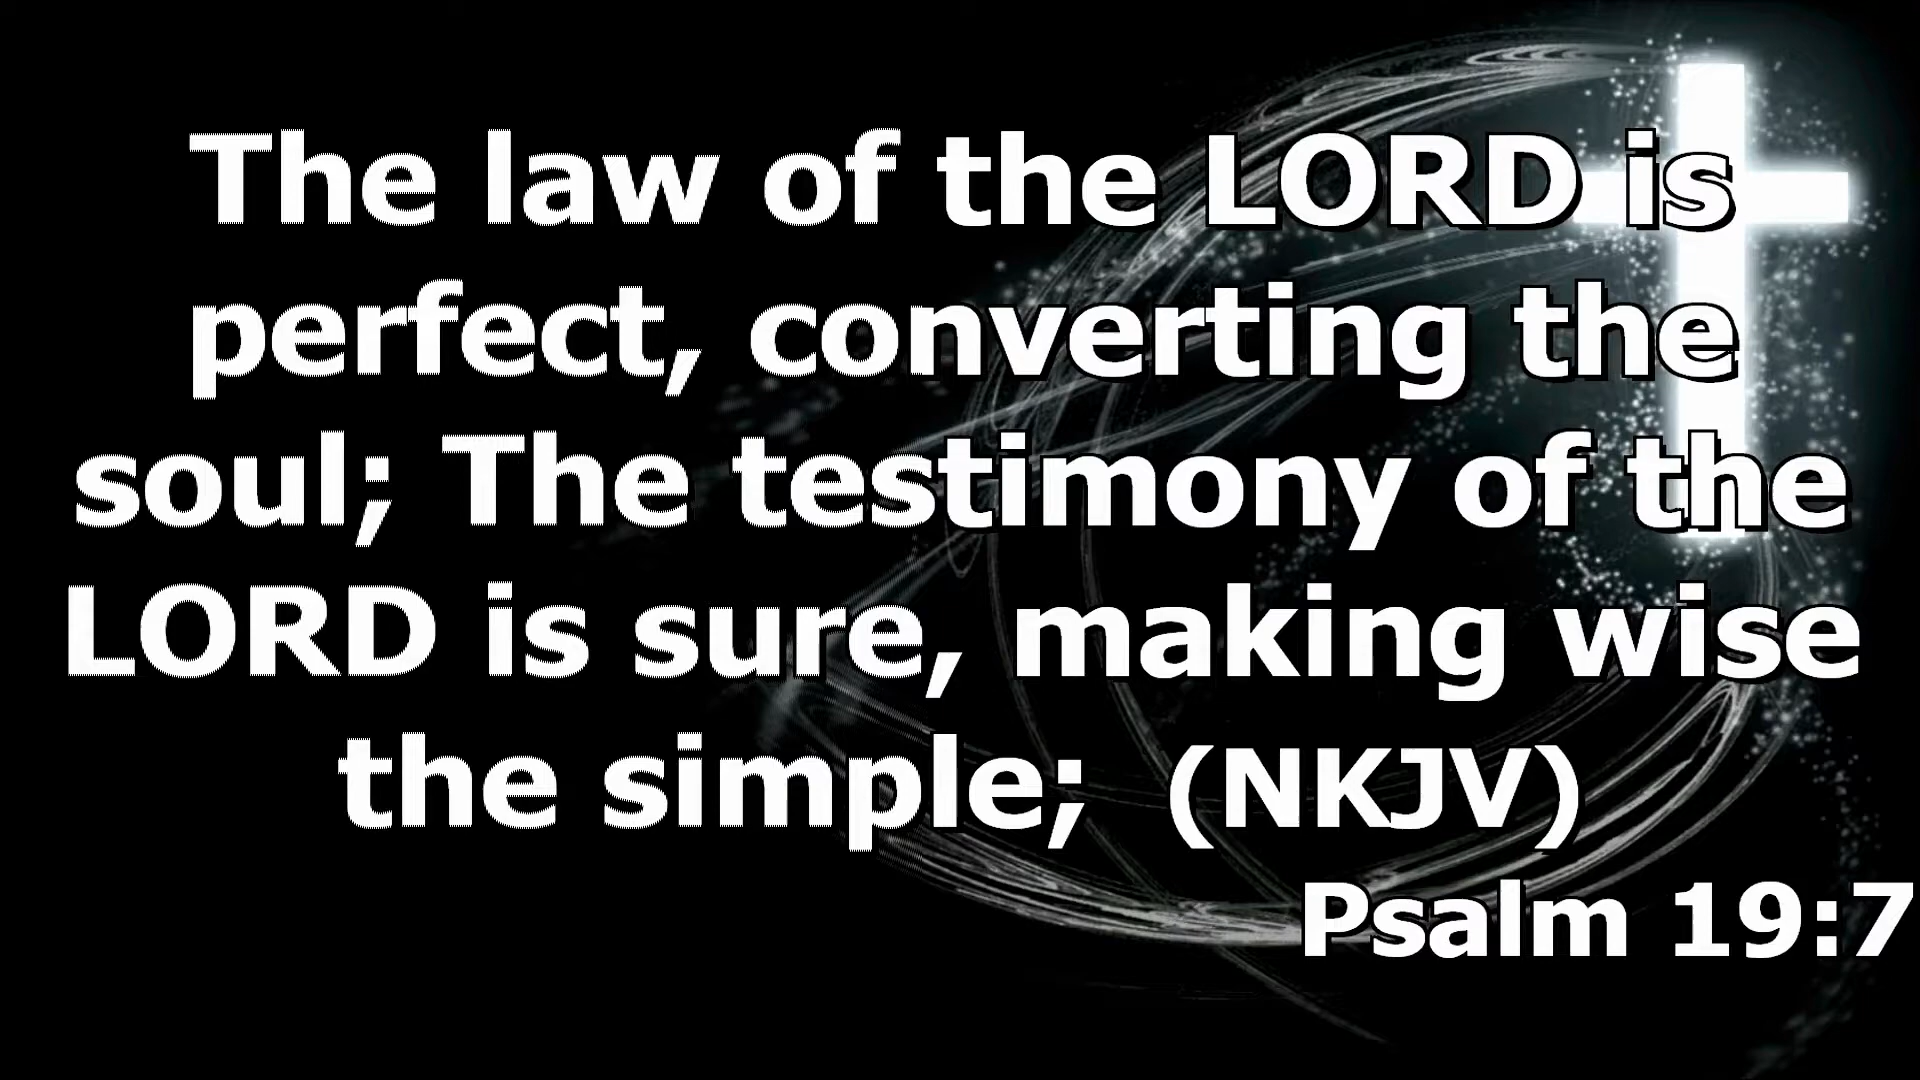 The law of the LORD is
perfect, converting the
soul; The testimony of the
LORD is sure, making wise
the simple;  (NKJV)
Psalm 19:7